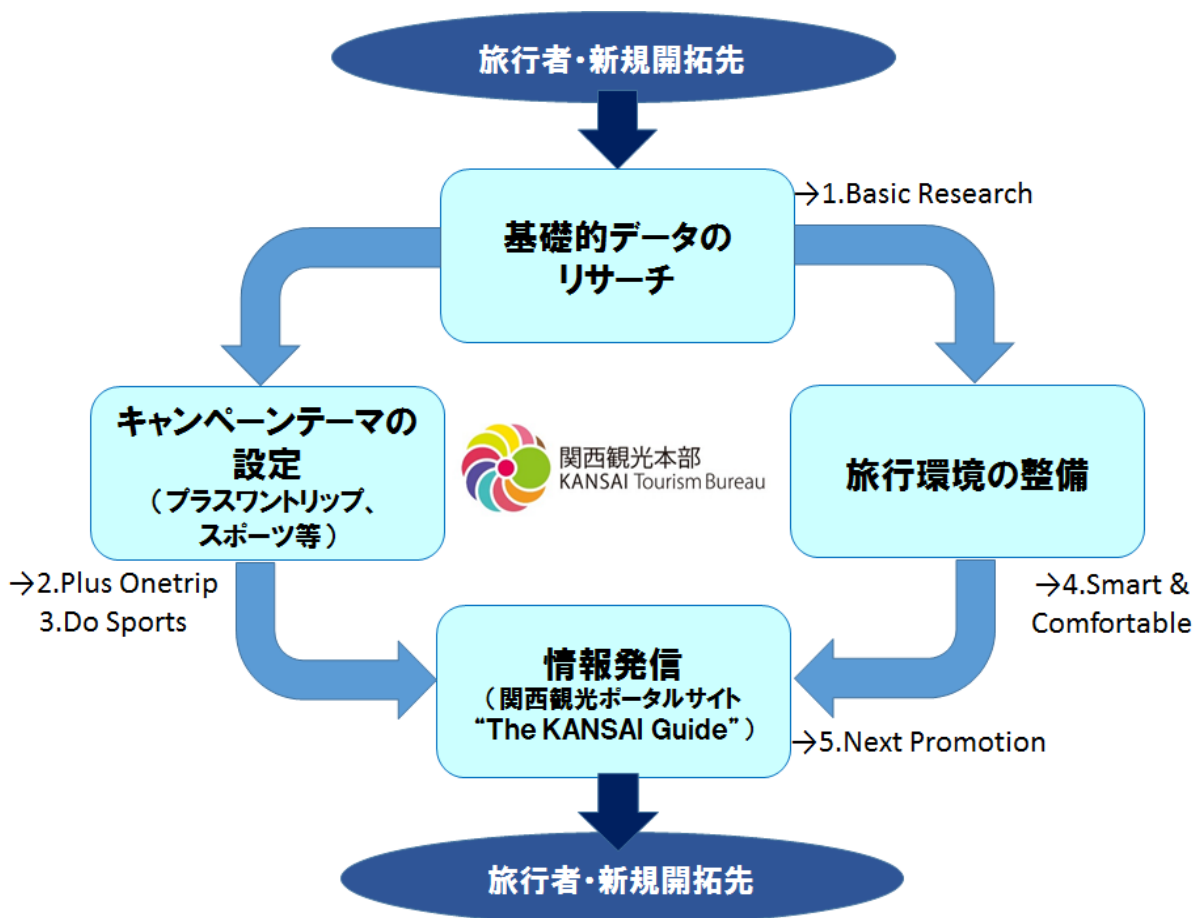 旅行者・新規開拓先
基礎的データの
リサーチ
→1.Basic Research
キャンペーンテーマの
設定
（プラスワントリップ、
スポーツ等）
関西観光本部
KANSAI Tourism Bureau
旅行環境の整備
→2.Plus Onetrip
3.Do Sports
→4.Smart &
Comfortable
情報発信
（関西観光ポータルサイト
“The KANSAI Guide”）
→5.Next Promotion
旅行者・新規開拓先